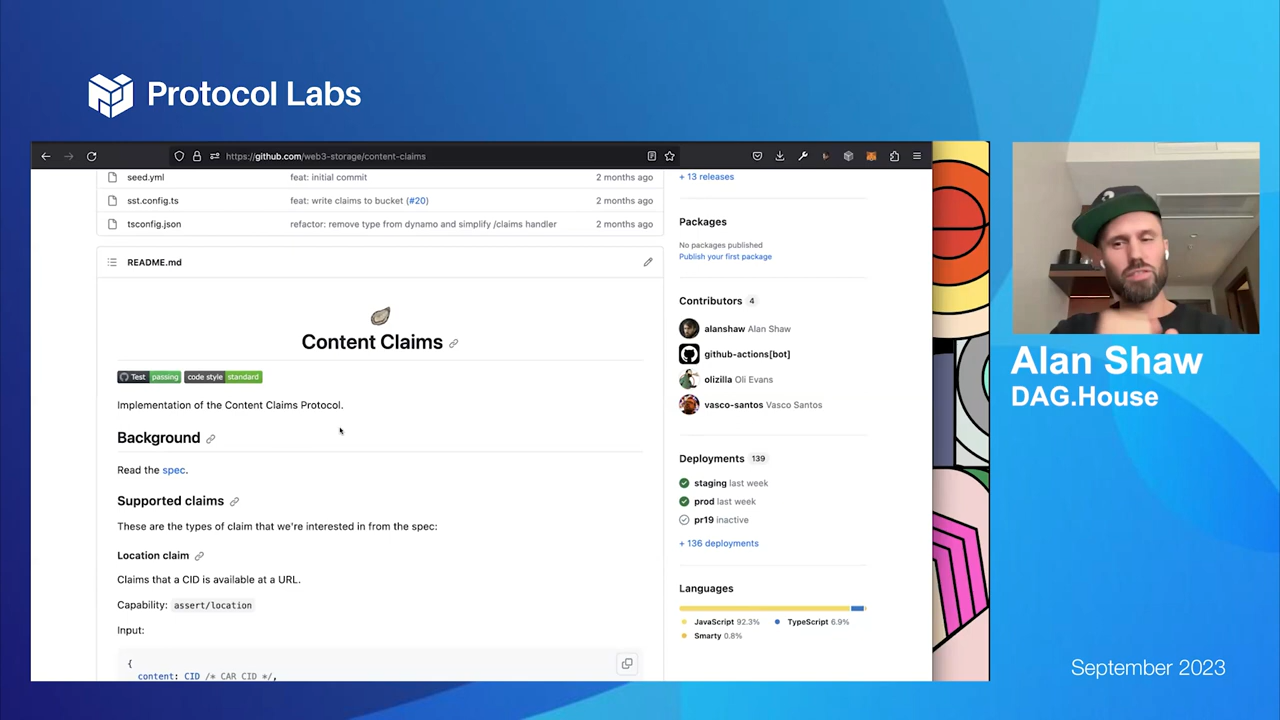 Protocol Labs
https://github.com/web3-storage/content-claims
seed.yml feat: initial commit 2 months ago
sst.config.ts feat: write claims to bucket (#20) 2 months ago
tsconfig.json refactor: remove type from dynamo and simplify /claims handler 2 months ago
README.md
Content Claims
Test passing code style standard
Implementation of the Content Claims Protocol.
Background
Read the spec.
Supported claims
These are the types of claim that we're interested in from the spec:
Location claim
Claims that a CID is available at a URL.
Capability: assert/location
Input:
{
content: CID /* CAR CID */,
+ 13 releases
Packages
No packages published
Publish your first package
Contributors 4
alanshaw Alan Shaw
github-actions[bot]
olizilla Oli Evans
vasco-santos Vasco Santos
Deployments 139
staging last week
prod last week
pr19 inactive
+ 136 deployments
Languages
JavaScript 92.3% TypeScript 6.9%
Smarty 0.8%
Alan Shaw
DAG.House
September 2023